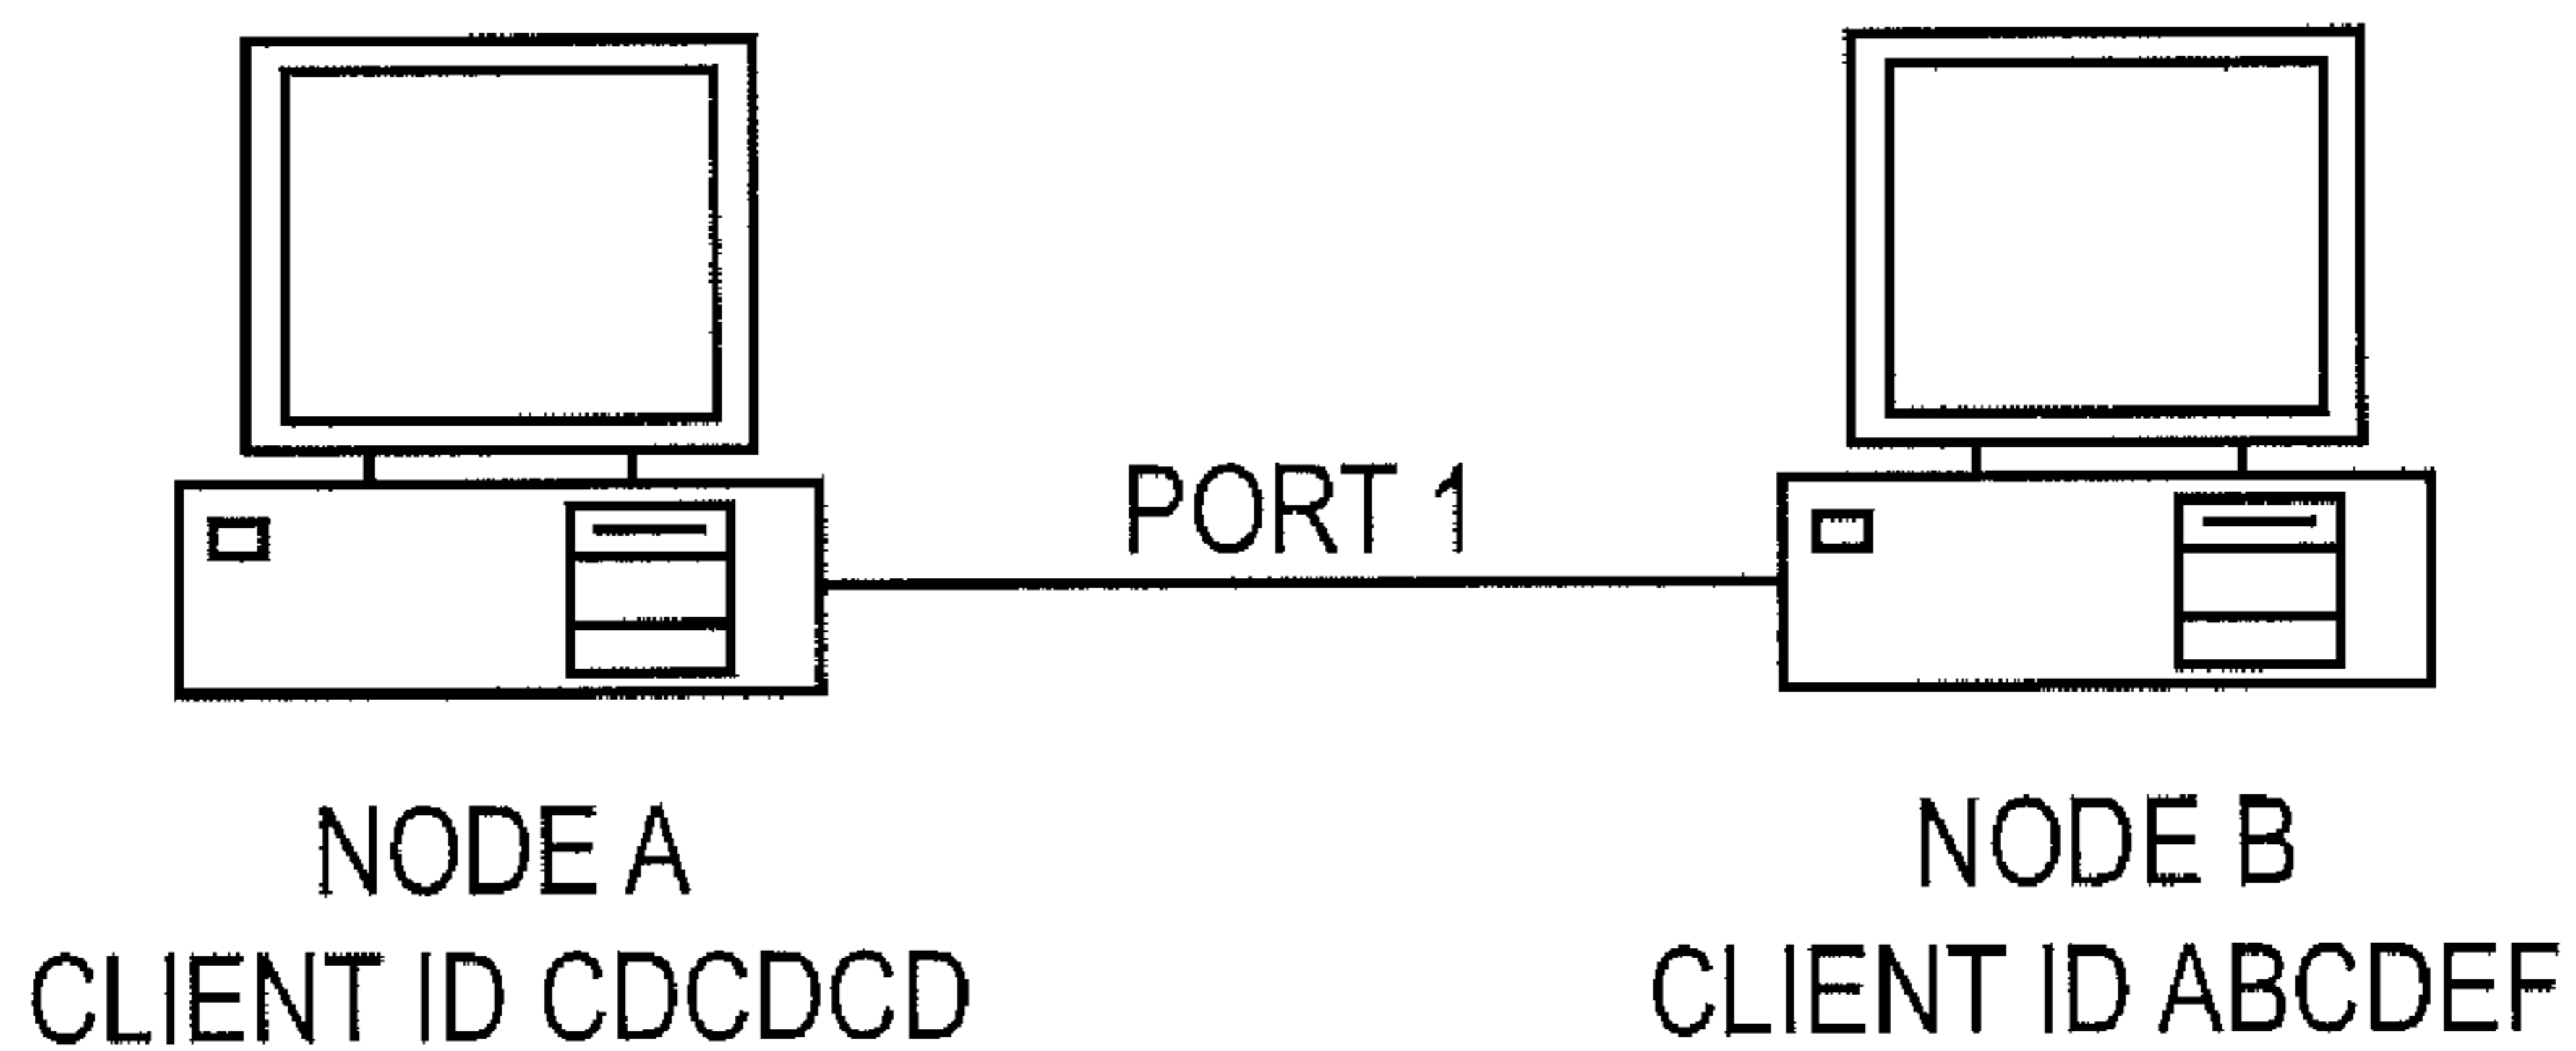 PORT 1
NODE A
CLIENT ID CDCDCD
NODE B
CLIENT ID ABCDEF